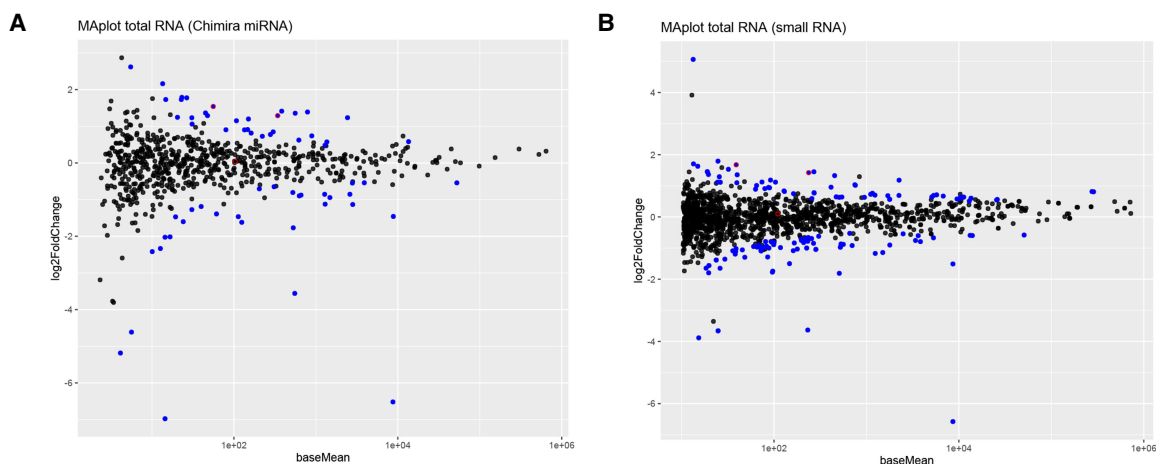 A
MAplot total RNA (Chimira miRNA)
log2FoldChange
2
0
-2
-4
-6
1e+02
1e+04
1e+06
baseMean
B
MAplot total RNA (small RNA)
log2FoldChange
4
2
0
-2
-4
-6
1e+02
1e+04
1e+06
baseMean